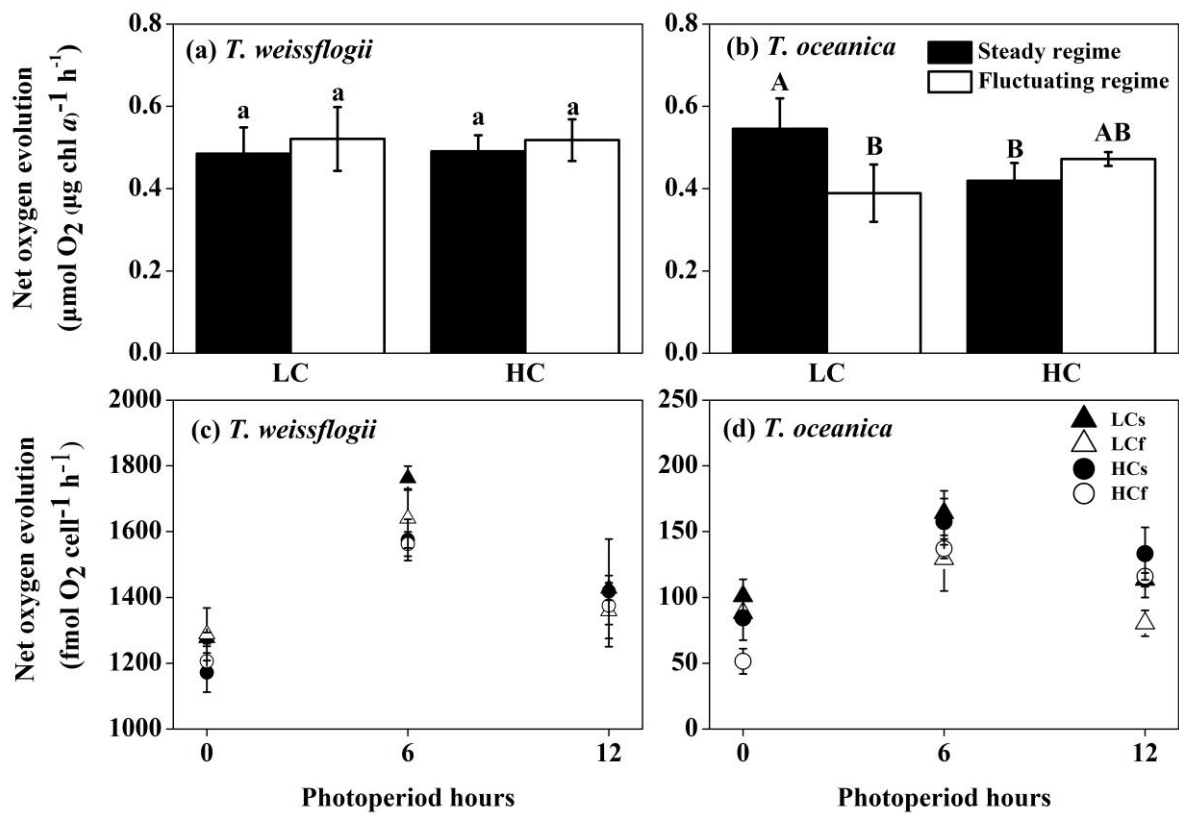 Net oxygen evolution
(μmol O2 (μg chl a)-1 h-1)
0.8
0.6
0.4
0.2
0.0
(a) T. weissflogii
a
a
a
a
LC
HC
0.8
0.6
0.4
0.2
0.0
(b) T. oceanica
Steady regime
Fluctuating regime
A
B
B
AB
LC
HC
Net oxygen evolution
(fmol O2 cell-1 h-1)
2000
1800
1600
1400
1200
1000
(c) T. weissflogii
0
6
12
Photoperiod hours
250
200
150
100
50
0
(d) T. oceanica
LCs
LCf
HCs
HCf
0
6
12
Photoperiod hours